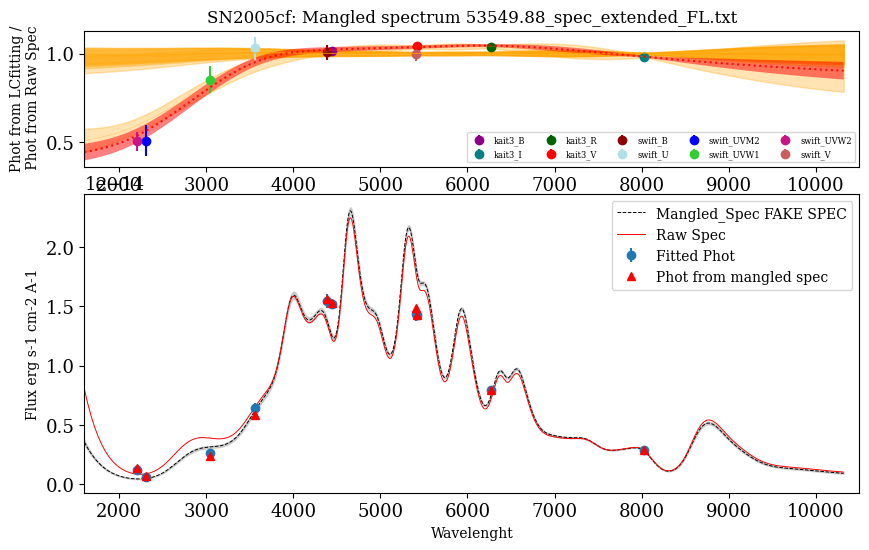 SN2005cf: Mangled spectrum 53549.88_spec_extended_FL.txt
Phot from LCfitting /
Phot from Raw Spec
1.0
0.5
kait3_B kait3_R swift_B swift_UVM2 swift_UVW2
kait3_I kait3_V swift_U swift_UVW1 swift_V
2000 3000 4000 5000 6000 7000 8000 9000 10000
1e−14
Flux erg s-1 cm-2 A-1
2.0
1.5
1.0
0.5
0.0
Mangled_Spec FAKE SPEC
Raw Spec
Fitted Phot
Phot from mangled spec
2000 3000 4000 5000 6000 7000 8000 9000 10000
Wavelenght